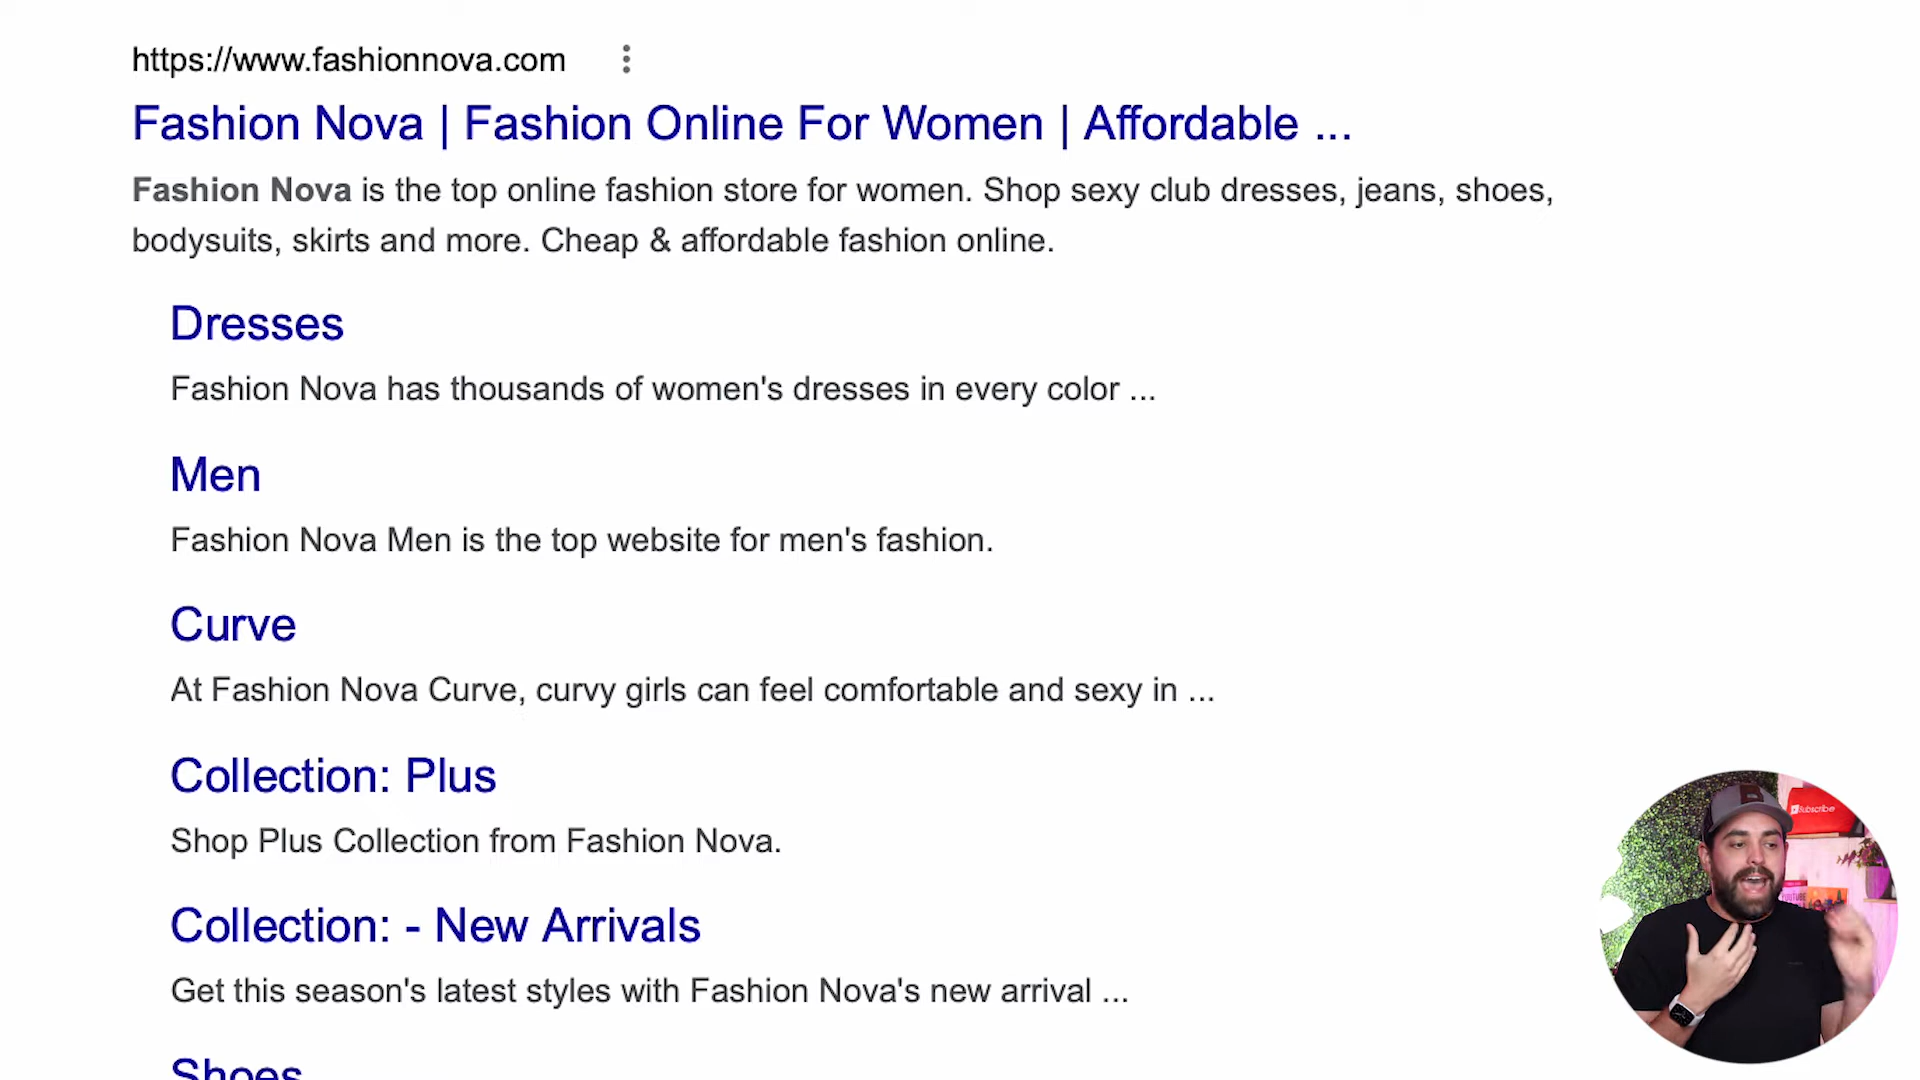 https://www.fashionnova.com
Fashion Nova | Fashion Online For Women | Affordable ...
Fashion Nova is the top online fashion store for women. Shop sexy club dresses, jeans, shoes,
bodysuits, skirts and more. Cheap & affordable fashion online.
Dresses
Fashion Nova has thousands of women's dresses in every color ...
Men
Fashion Nova Men is the top website for men's fashion.
Curve
At Fashion Nova Curve, curvy girls can feel comfortable and sexy in ...
Collection: Plus
Shop Plus Collection from Fashion Nova.
Collection: - New Arrivals
Get this season's latest styles with Fashion Nova's new arrival ...
Shoes
Subscribe